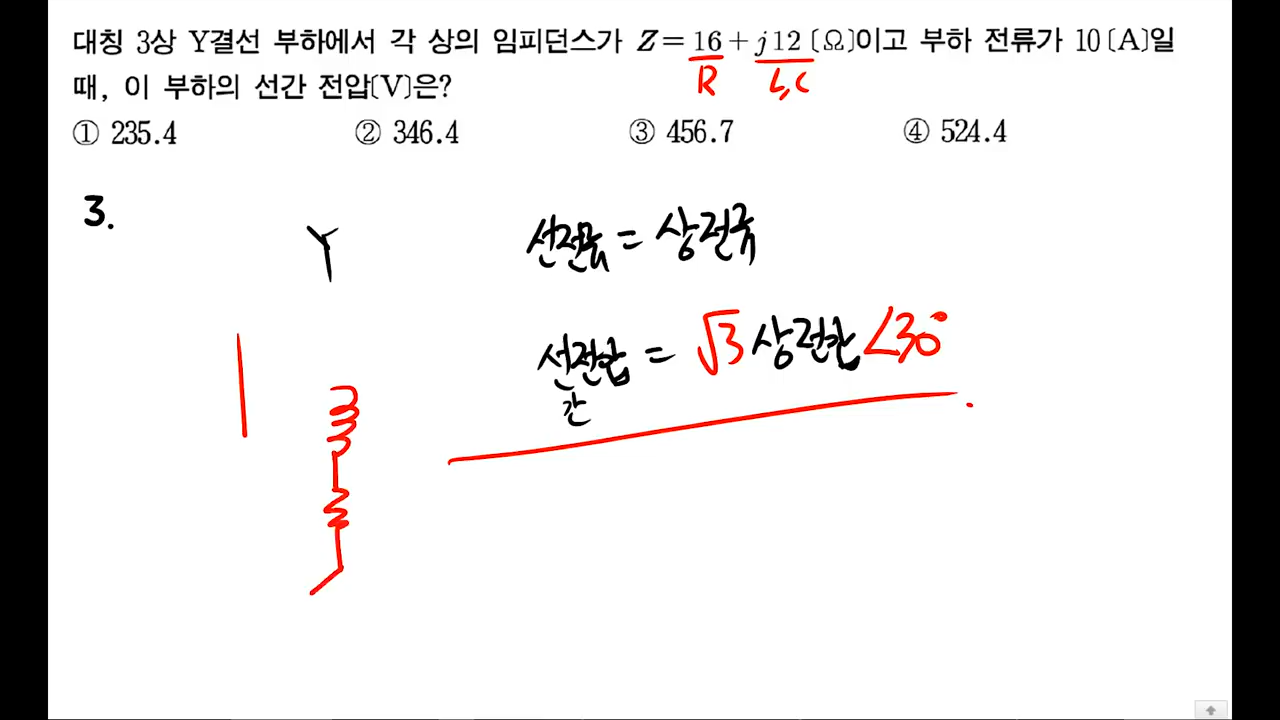 대칭 3상 Y결선 부하에서 각 상의 임피던스가 Z=16+j12〔Ω〕이고 부하 전류가 10〔A〕일
R L,C
때, 이 부하의 선간 전압〔V〕은?
① 235.4 ② 346.4 ③ 456.7 ④ 524.4
3.
Y 선전류 = 상전류
선전압 = √3 상전압 ∠30°
간